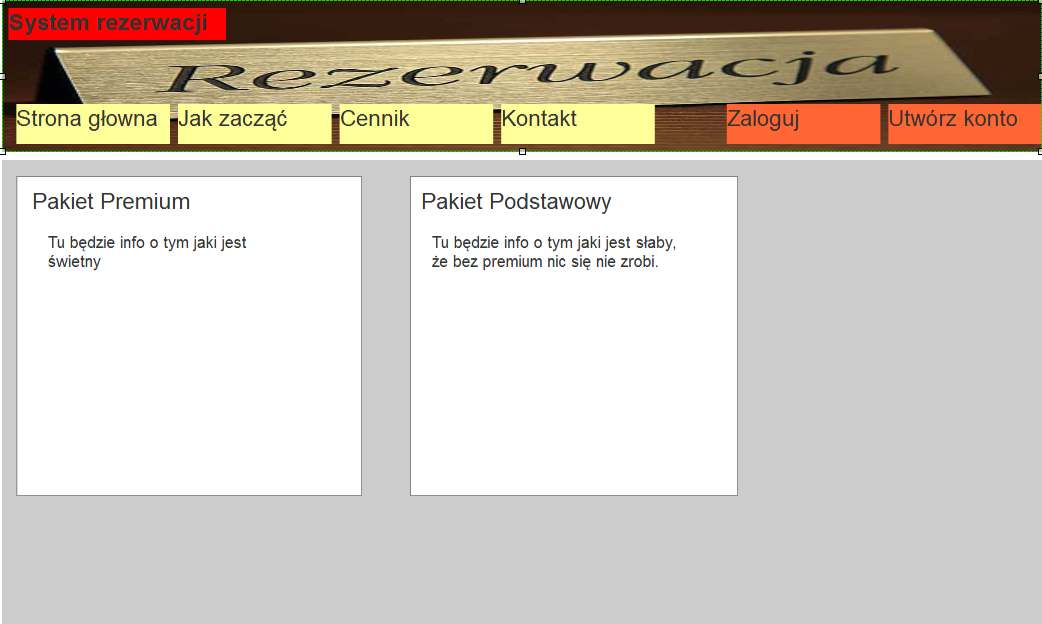 System rezerwacji
Rezerwacja
Strona głowna
Jak zacząć
Cennik
Kontakt
Zaloguj
Utwórz konto
Pakiet Premium
Tu będzie info o tym jaki jest
świetny
Pakiet Podstawowy
Tu będzie info o tym jaki jest słaby,
że bez premium nic się nie zrobi.